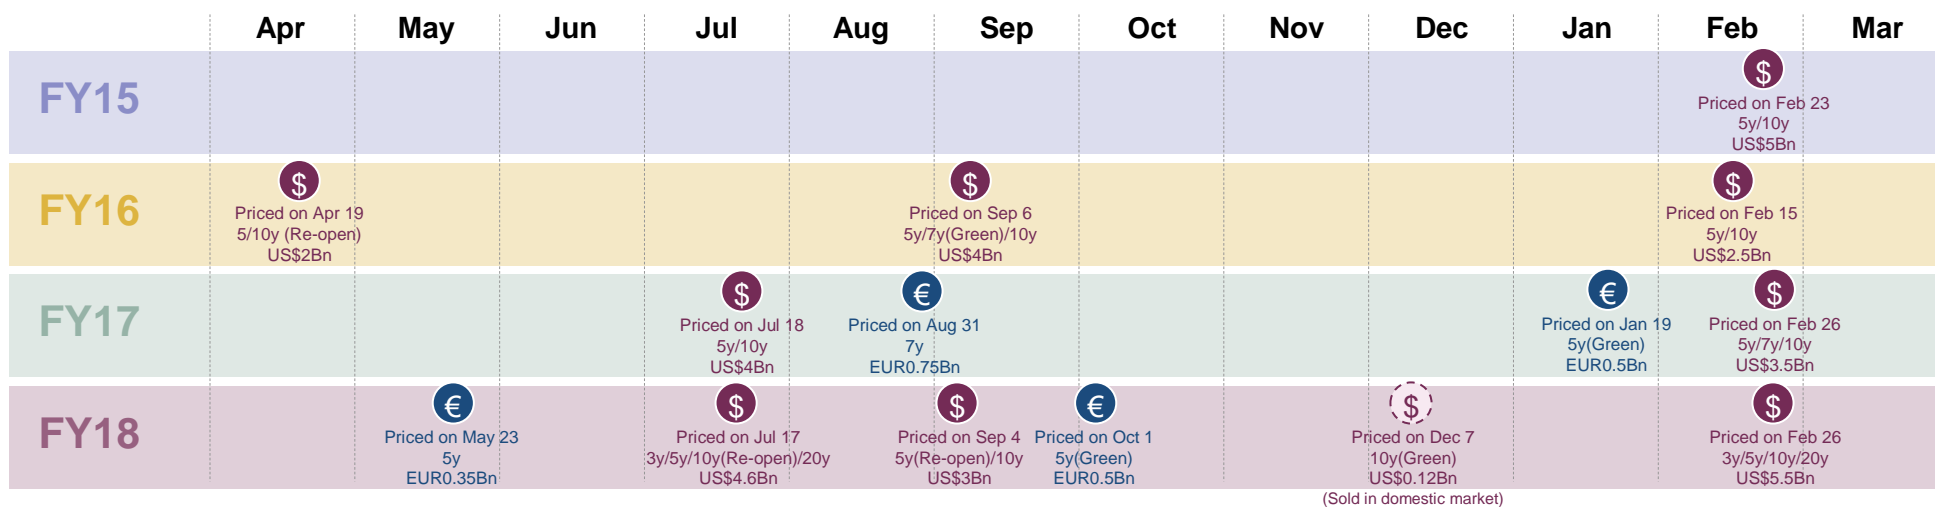 Apr May Jun Jul Aug Sep Oct Nov Dec Jan Feb Mar
FY15
$
Priced on Feb 23
5y/10y
US$5Bn
FY16
$
Priced on Apr 19
5/10y (Re-open)
US$2Bn
$
Priced on Sep 6
5y/7y(Green)/10y
US$4Bn
$
Priced on Feb 15
5y/10y
US$2.5Bn
FY17
$
Priced on Jul 18
5y/10y
US$4Bn
€
Priced on Aug 31
7y
EUR0.75Bn
€
Priced on Jan 19
5y(Green)
EUR0.5Bn
$
Priced on Feb 26
5y/7y/10y
US$3.5Bn
FY18
€
Priced on May 23
5y
EUR0.35Bn
$
Priced on Jul 17
3y/5y/10y(Re-open)/20y
US$4.6Bn
$
Priced on Sep 4
5y(Re-open)/10y
US$3Bn
€
Priced on Oct 1
5y(Green)
EUR0.5Bn
$
Priced on Dec 7
10y(Green)
US$0.12Bn
(Sold in domestic market)
$
Priced on Feb 26
3y/5y/10y/20y
US$5.5Bn